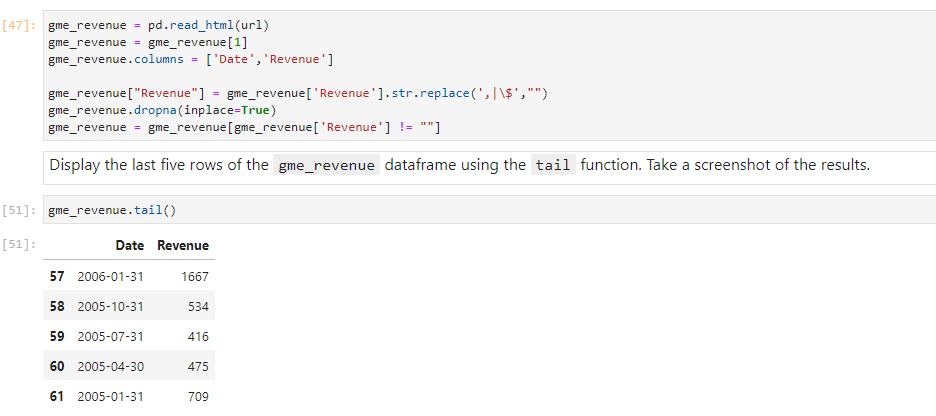 [47]: gme_revenue = pd.read_html(url)
gme_revenue = gme_revenue[1]
gme_revenue.columns = ['Date','Revenue']
gme_revenue["Revenue"] = gme_revenue['Revenue'].str.replace(',|\$',"")
gme_revenue.dropna(inplace=True)
gme_revenue = gme_revenue[gme_revenue['Revenue'] != ""]
Display the last five rows of the gme_revenue dataframe using the tail function. Take a screenshot of the results.
[51]: gme_revenue.tail()
[51]: Date Revenue
57 2006-01-31 1667
58 2005-10-31 534
59 2005-07-31 416
60 2005-04-30 475
61 2005-01-31 709